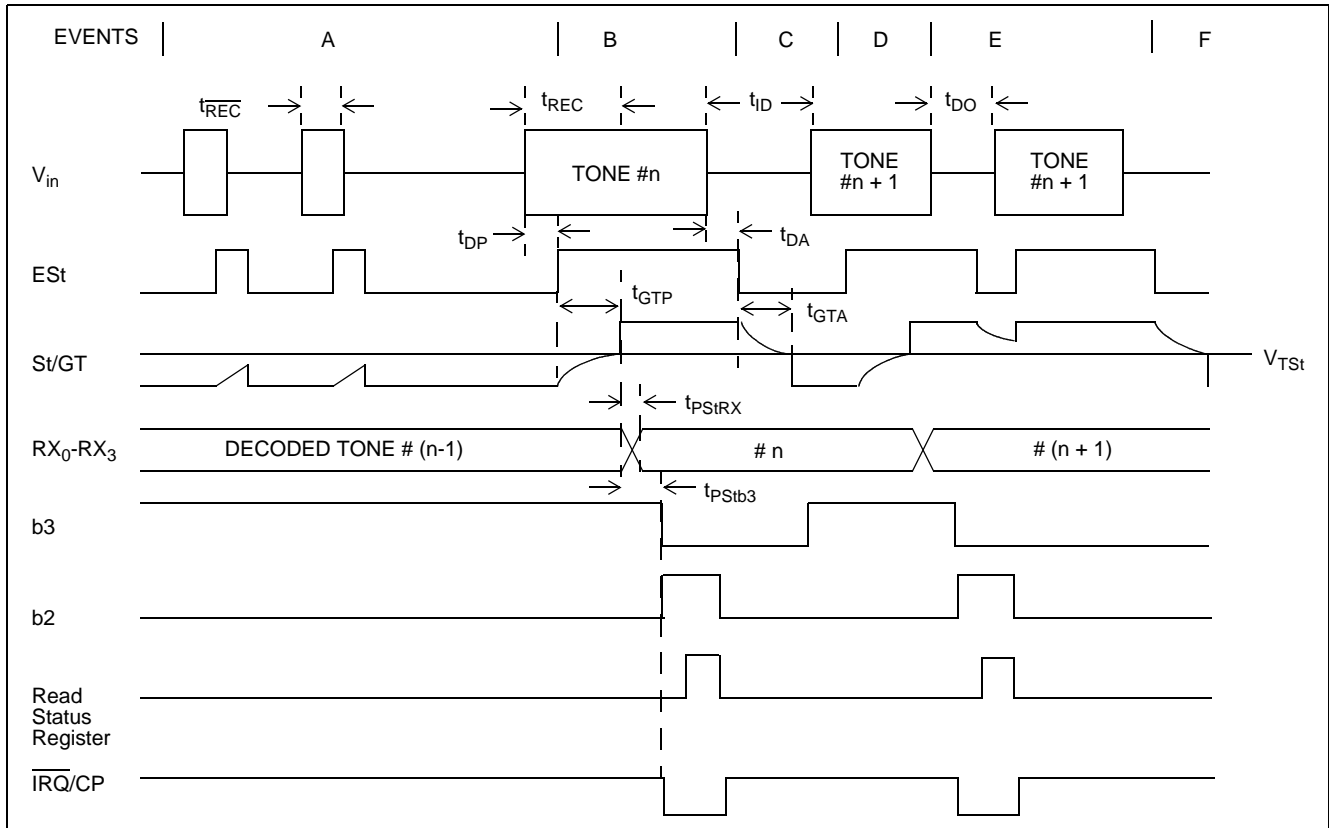 EVENTS A B C D E F
tREC tREC tID tDO
Vin TONE #n TONE #n + 1 TONE #n + 1
tDP tDA
ESt
tGTP tGTA
St/GT VTSt
tPStRX
RX0-RX3 DECODED TONE # (n-1) # n # (n + 1)
tPStb3
b3
b2
Read
Status
Register
IRQ/CP